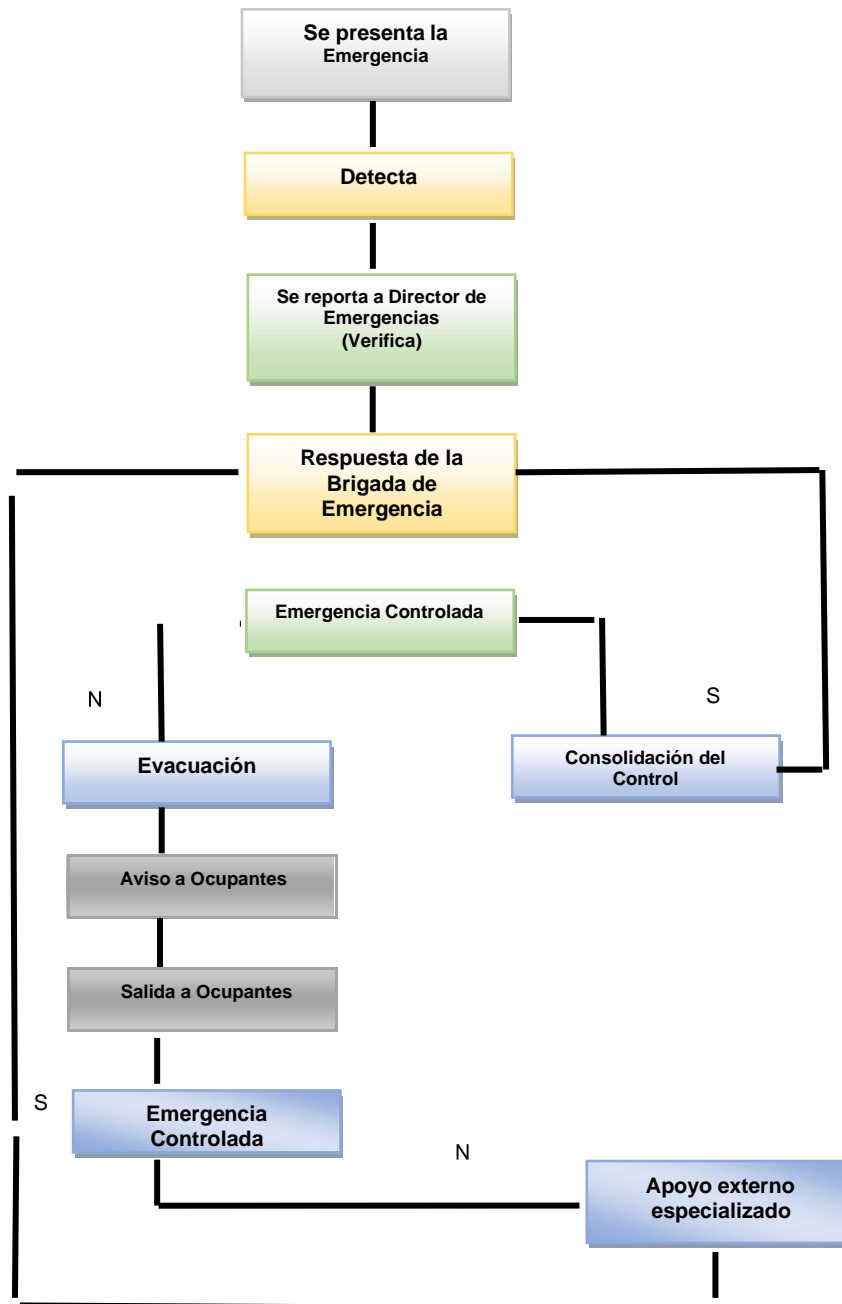 Se presenta la
Emergencia
Detecta
Se reporta a Director de
Emergencias
(Verifica)
Respuesta de la
Brigada de
Emergencia
Emergencia Controlada
N
S
Evacuación
Consolidación del
Control
Aviso a Ocupantes
Salida a Ocupantes
S
Emergencia
Controlada
N
Apoyo externo
especializado